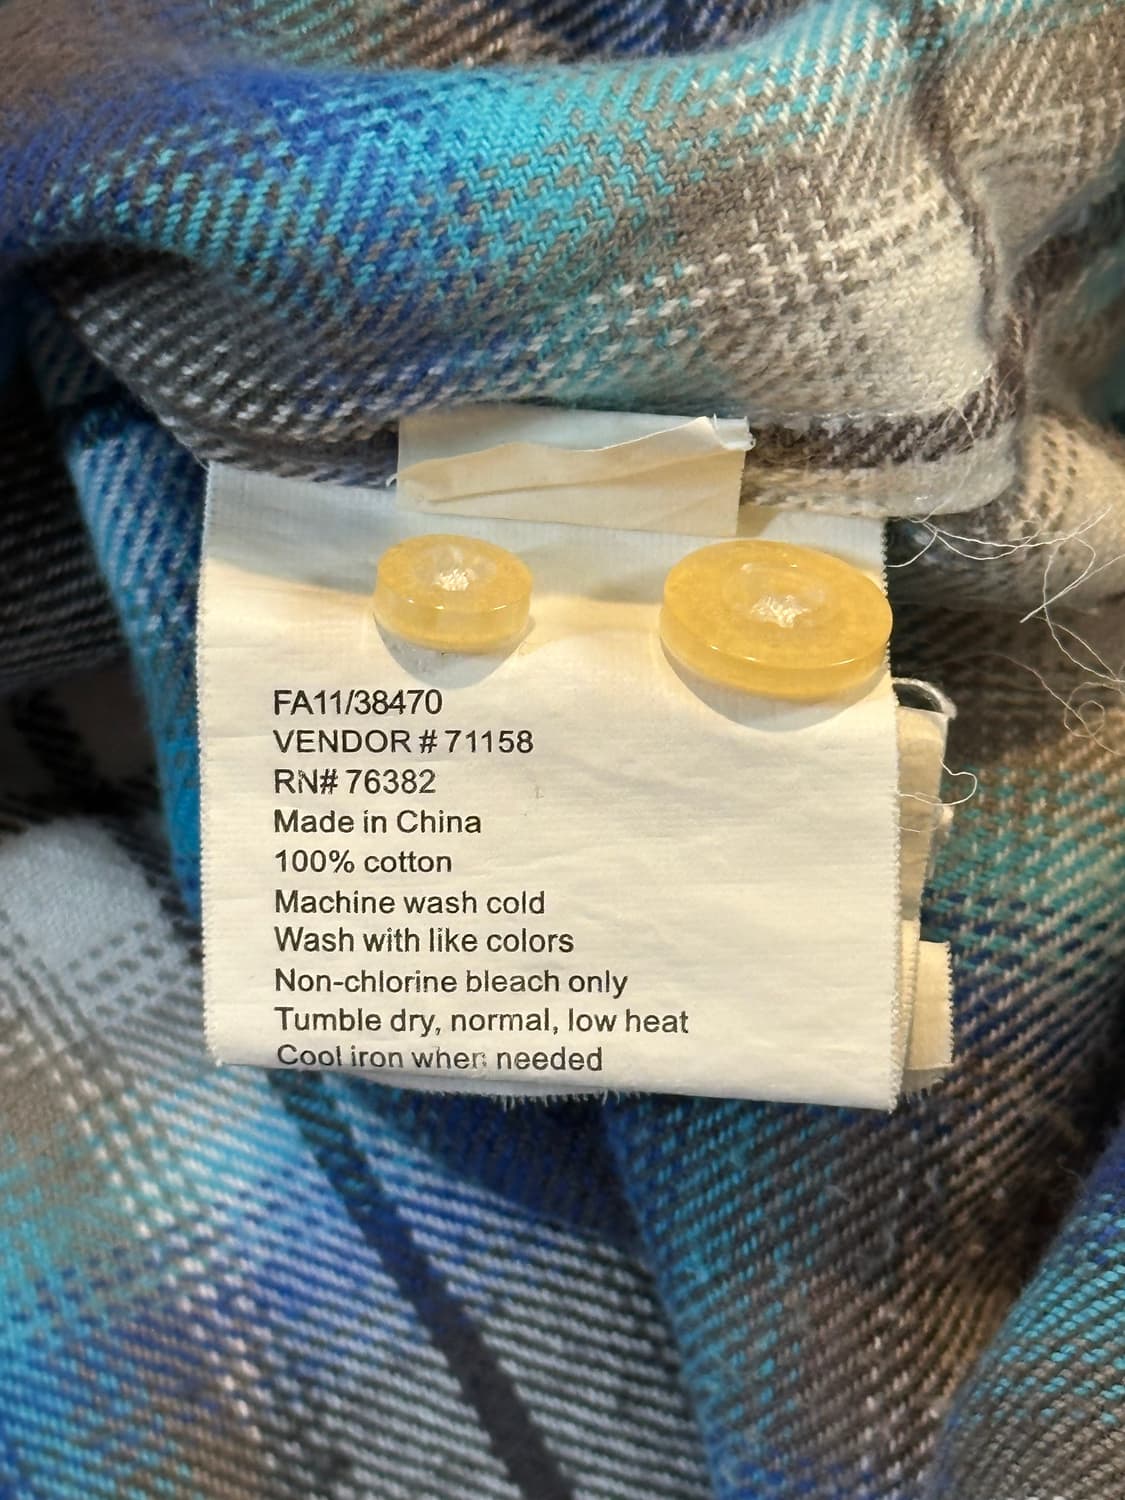 FA11/38470
VENDOR # 71158
RN# 76382
Made in China
100% cotton
Machine wash cold
Wash with like colors
Non-chlorine bleach only
Tumble dry, normal, low heat
Cool iron when needed